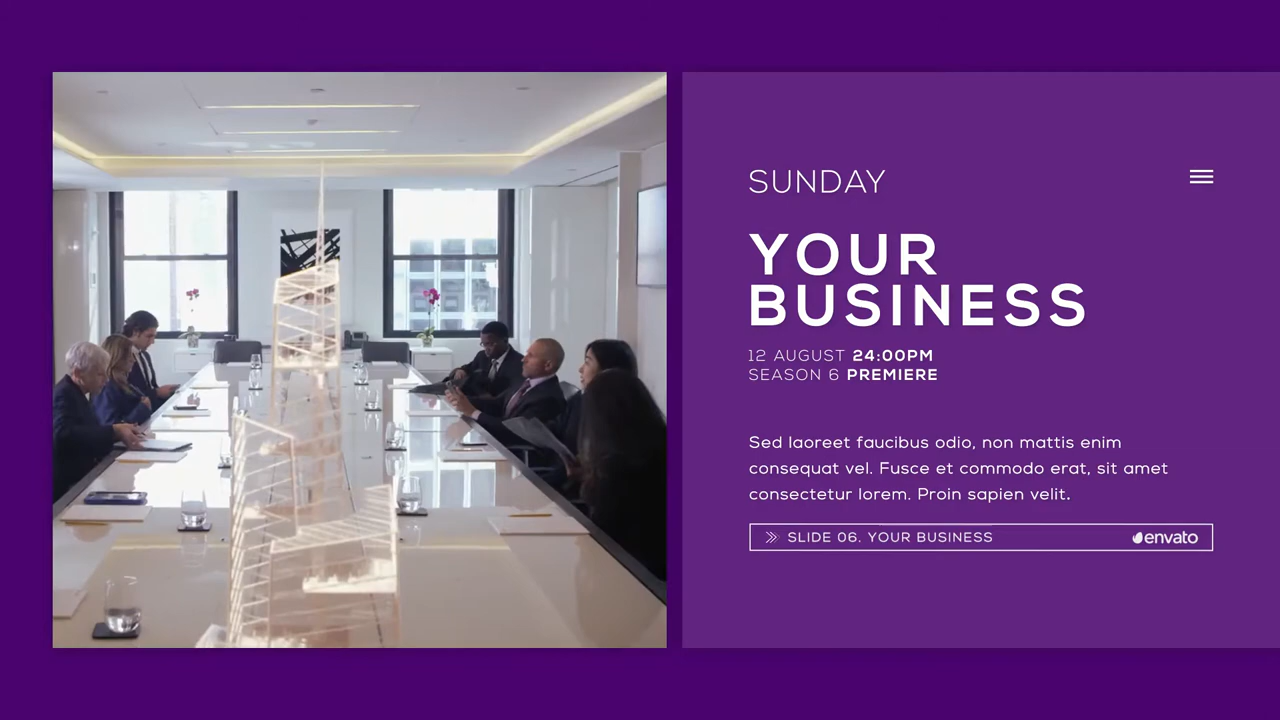 SUNDAY
YOUR
BUSINESS
12 AUGUST 24:00PM
SEASON 6 PREMIERE
Sed laoreet faucibus odio, non mattis enim
consequat vel. Fusce et commodo erat, sit amet
consectetur lorem. Proin sapien velit.
SLIDE 06. YOUR BUSINESS envato